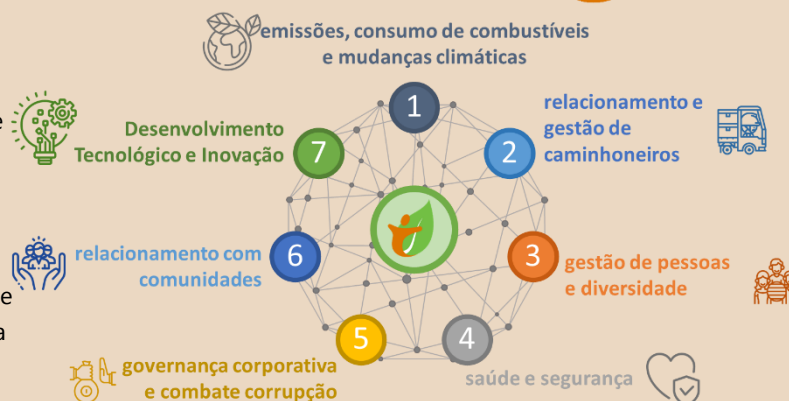 emissões, consumo de combustíveis
e mudanças climáticas
1
relacionamento e
gestão de
caminhoneiros
2
e
Desenvolvimento
Tecnológico e Inovação
7
relacionamento com
comunidades
6
3
gestão de pessoas
e diversidade
e
a
5
4
governança corporativa
e combate corrupção
saúde e segurança